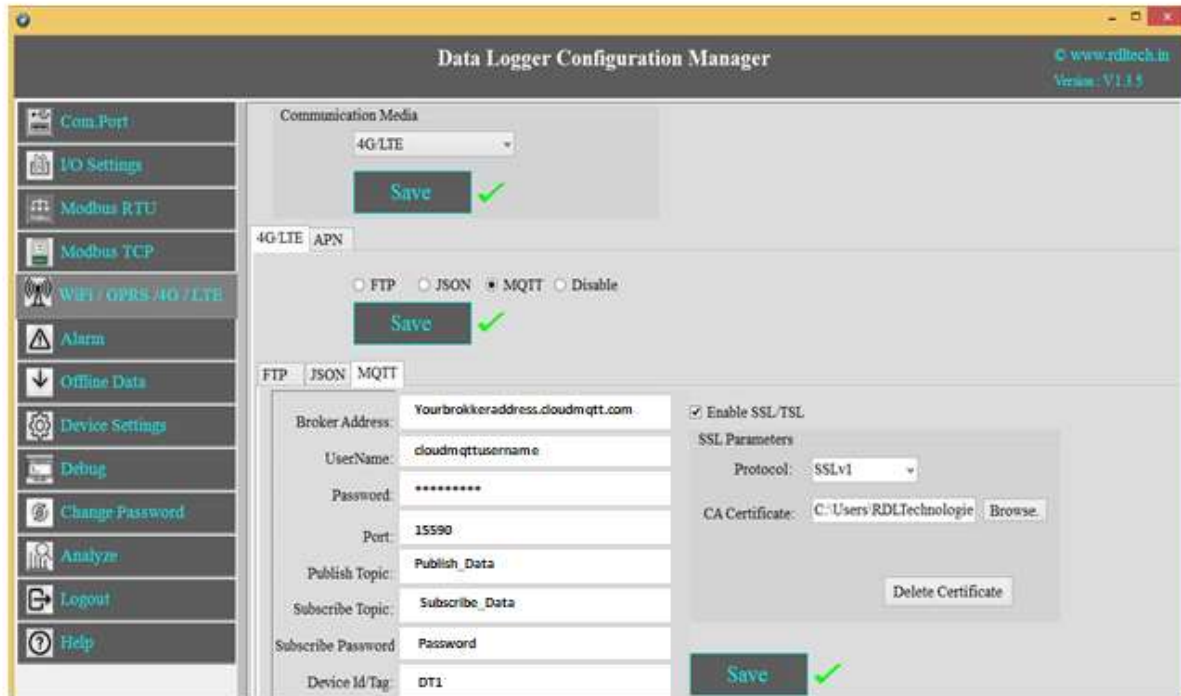 Data Logger Configuration Manager
© www.rdltech.in
Version : V1.3.5
Com.Port
I/O Settings
Modbus RTU
Modbus TCP
WiFi / GPRS /4G / LTE
Alarm
Offline Data
Device Settings
Debug
Change Password
Analyze
Logout
Help
Communication Media
4G/LTE
Save
4G/LTE APN
FTP JSON MQTT Disable
Save
FTP JSON MQTT
Broker Address: Yourbrokkeraddress.cloudmqtt.com
UserName: cloudmqttusername
Password: *********
Port: 15590
Publish Topic: Publish_Data
Subscribe Topic: Subscribe_Data
Subscribe Password Password
Device Id/Tag: DT1
Enable SSL/TSL
SSL Parameters
Protocol: SSLv1
CA Certificate: C:\Users\RDLTechnologie Browse.
Delete Certificate
Save